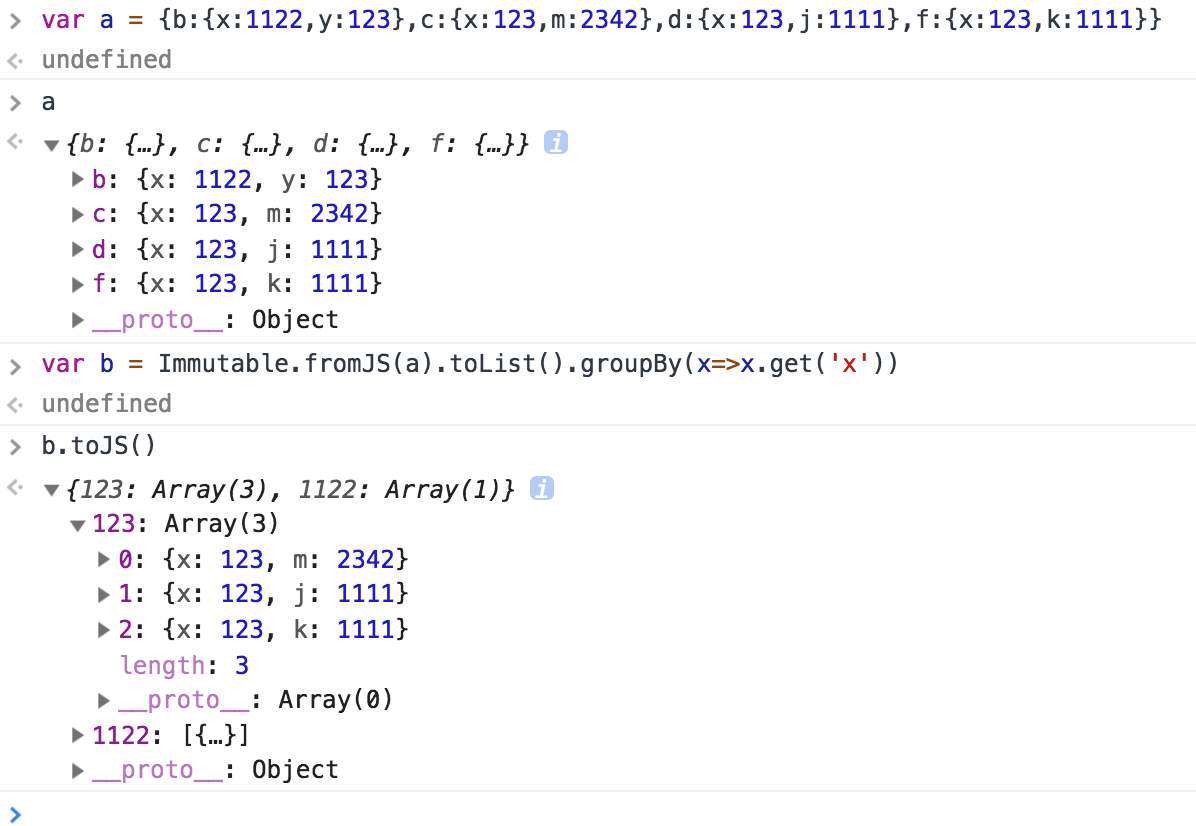 > var a = {b:{x:1122,y:123},c:{x:123,m:2342},d:{x:123,j:1111},f:{x:123,k:1111}}
undefined
> a
▼{b: {…}, c: {…}, d: {…}, f: {…}} i
▶b: {x: 1122, y: 123}
▶c: {x: 123, m: 2342}
▶d: {x: 123, j: 1111}
▶f: {x: 123, k: 1111}
▶__proto__: Object
> var b = Immutable.fromJS(a).toList().groupBy(x=>x.get('x'))
undefined
> b.toJS()
▼{123: Array(3), 1122: Array(1)} i
▼123: Array(3)
▶0: {x: 123, m: 2342}
▶1: {x: 123, j: 1111}
▶2: {x: 123, k: 1111}
length: 3
▶__proto__: Array(0)
▶1122: [{…}]
▶__proto__: Object
>